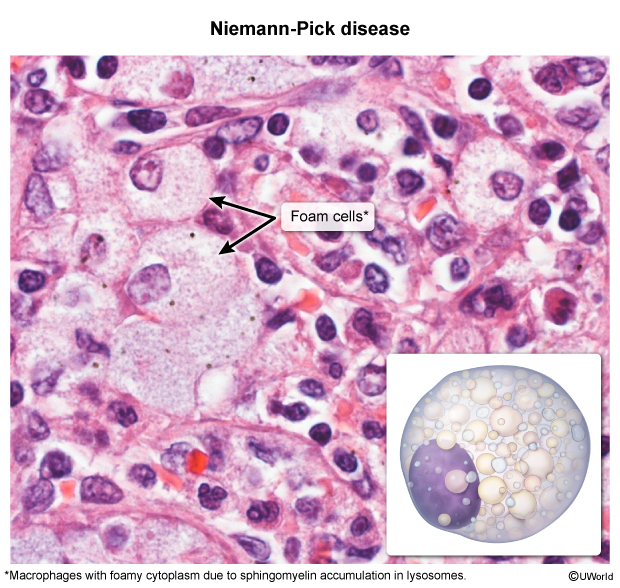 Niemann-Pick disease
Foam cells*
*Macrophages with foamy cytoplasm due to sphingomyelin accumulation in lysosomes.
©UWorld